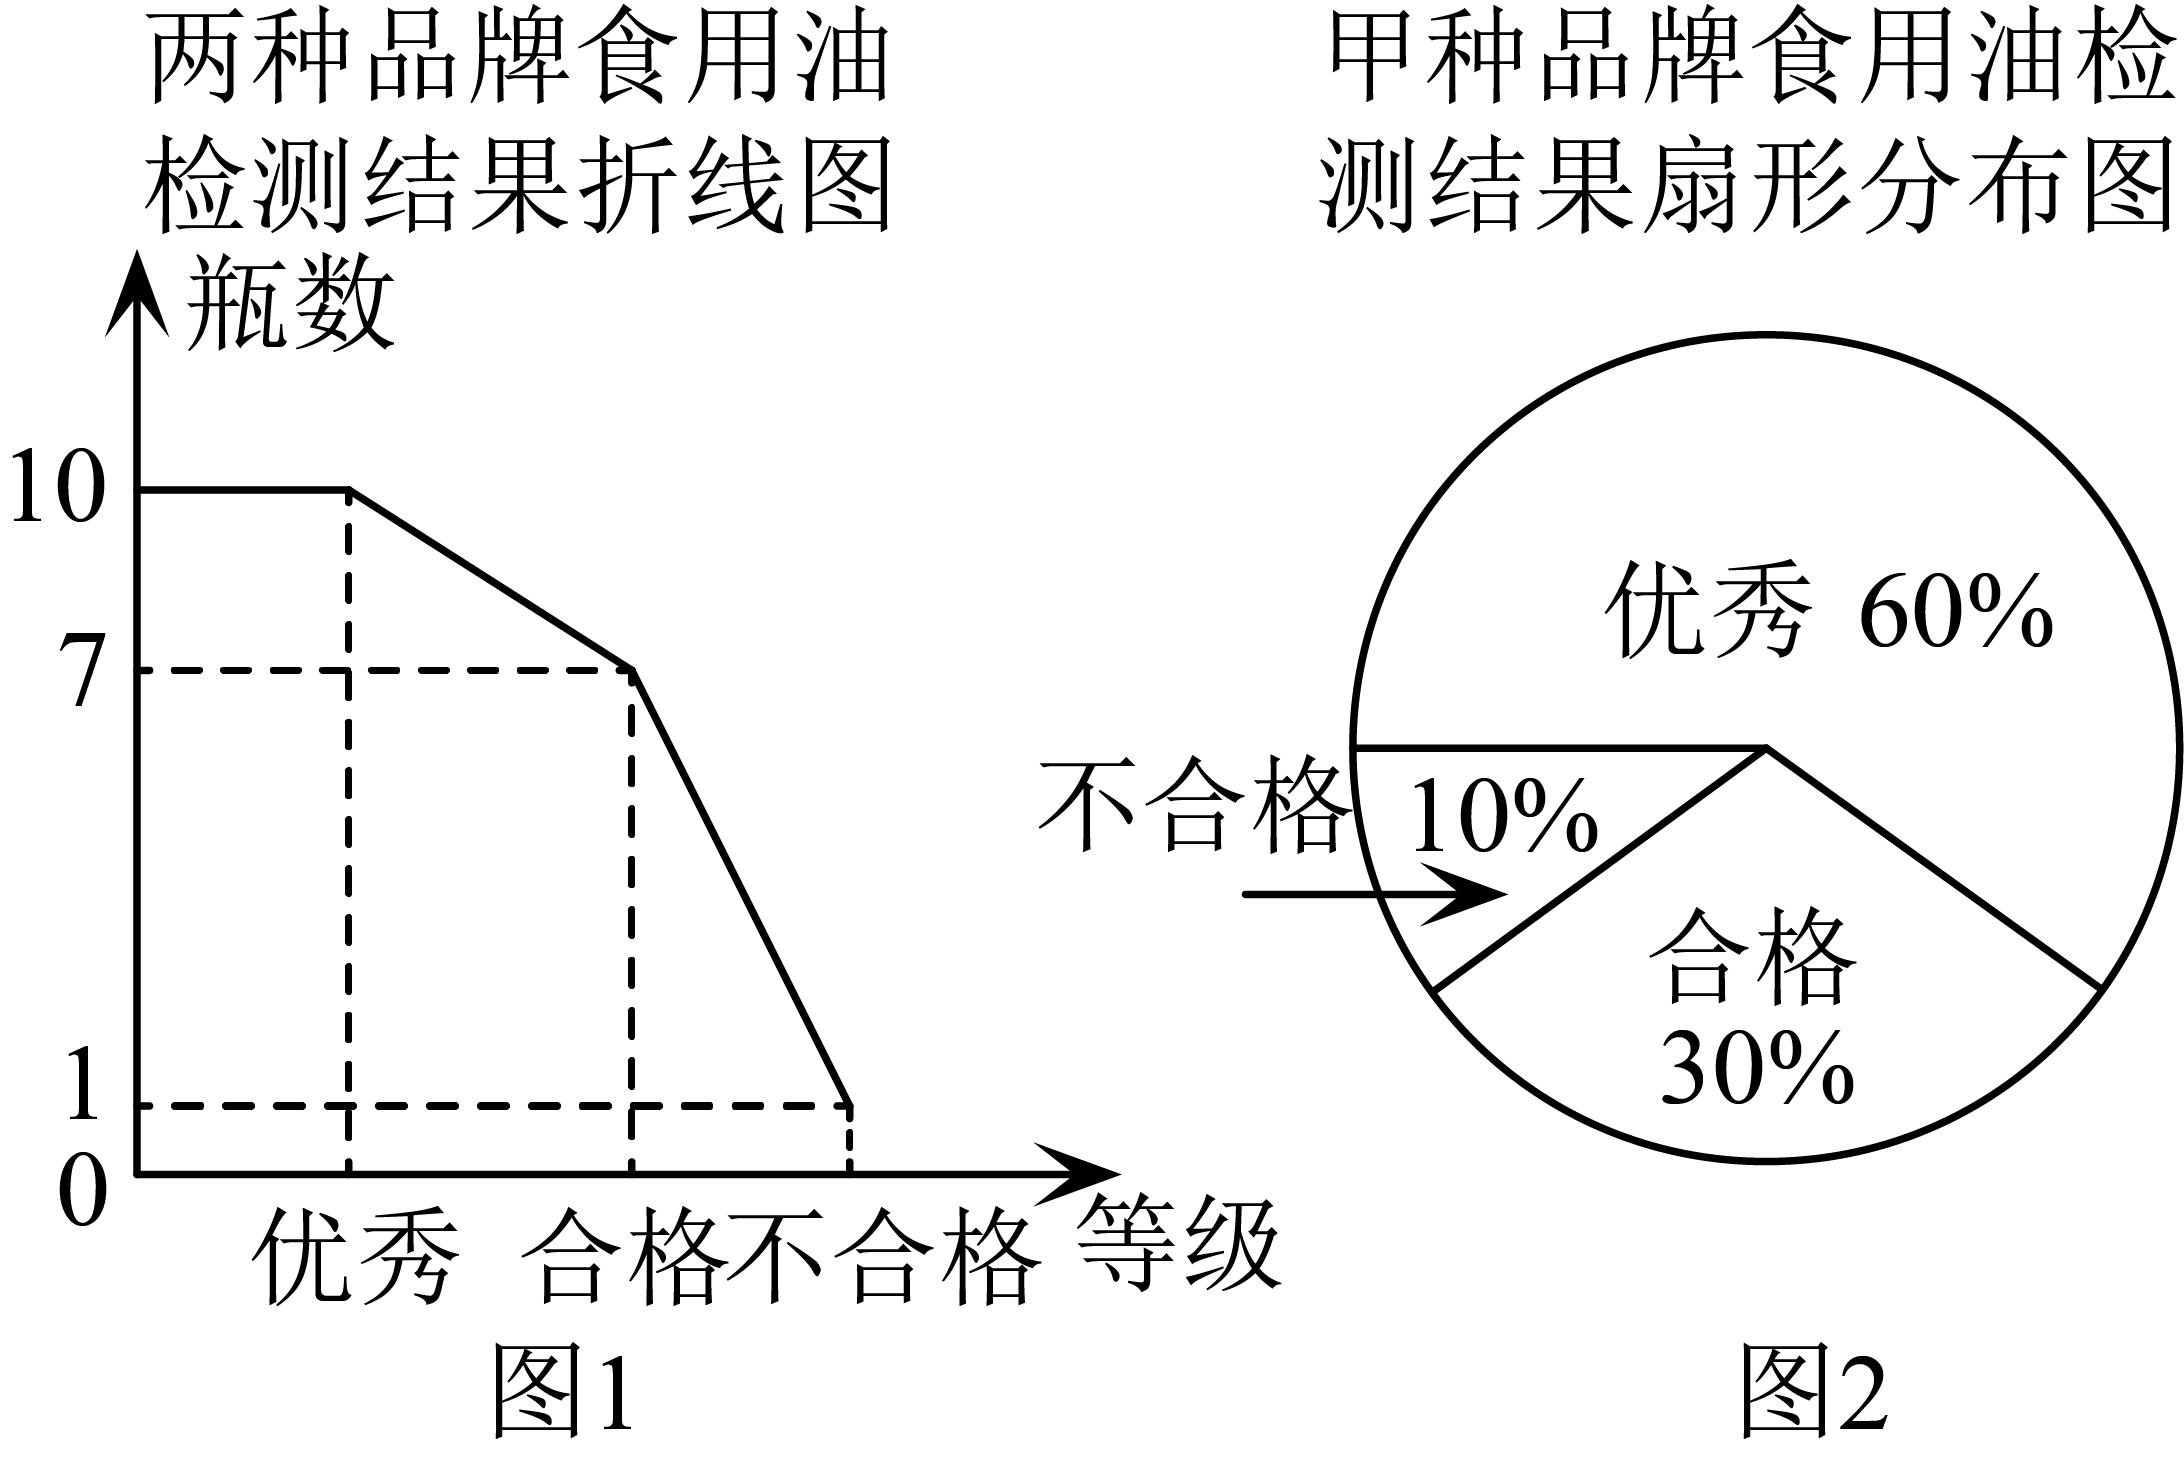 两种品牌食用油
检测结果折线图
瓶数
10
7
1
0
优秀 合格不合格 等级
图1
甲种品牌食用油检
测结果扇形分布图
优秀 60%
不合格
10%
合格
30%
图2